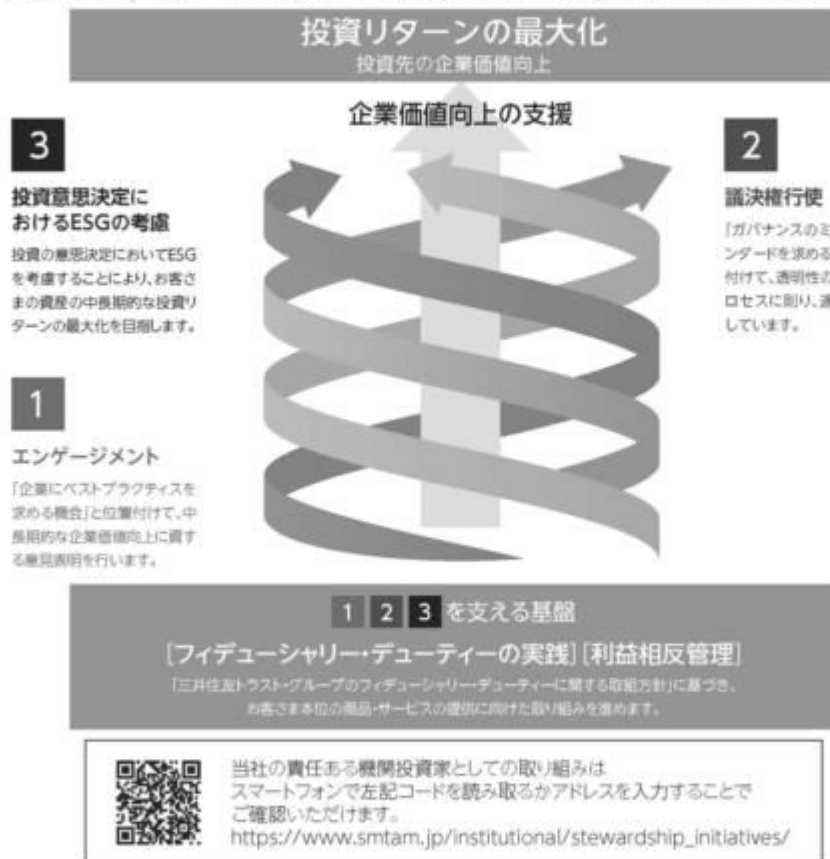 投資リターンの最大化
投資先の企業価値向上
企業価値向上の支援
3
投資意思決定に
おけるESGの考慮
投資の意思決定においてESG
を考慮することにより、お客さ
まの資産の中長期的な投資リ
ターンの最大化を目指します。
2
議決権行使
「ガバナンスのミ
ンダードを求める
付けて、透明性の
ロセスに則り、適
しています。
1
エンゲージメント
「企業にベストプラクティスを
求める機会」と位置付けて、中
長期的な企業価値向上に資す
る意見表明を行います。
1 2 3 を支える基盤
[フィデューシャリー・デューティーの実践] [利益相反管理]
「三井住友トラスト・グループのフィデューシャリー・デューティーに関する取組方針」に基づき、
お客さま本位の商品・サービスの提供に向けた取り組みを進めます。
当社の責任ある機関投資家としての取り組みは
スマートフォンで左記コードを読み取るかアドレスを入力することで
ご確認いただけます。
https://www.smtam.jp/institutional/stewardship_initiatives/